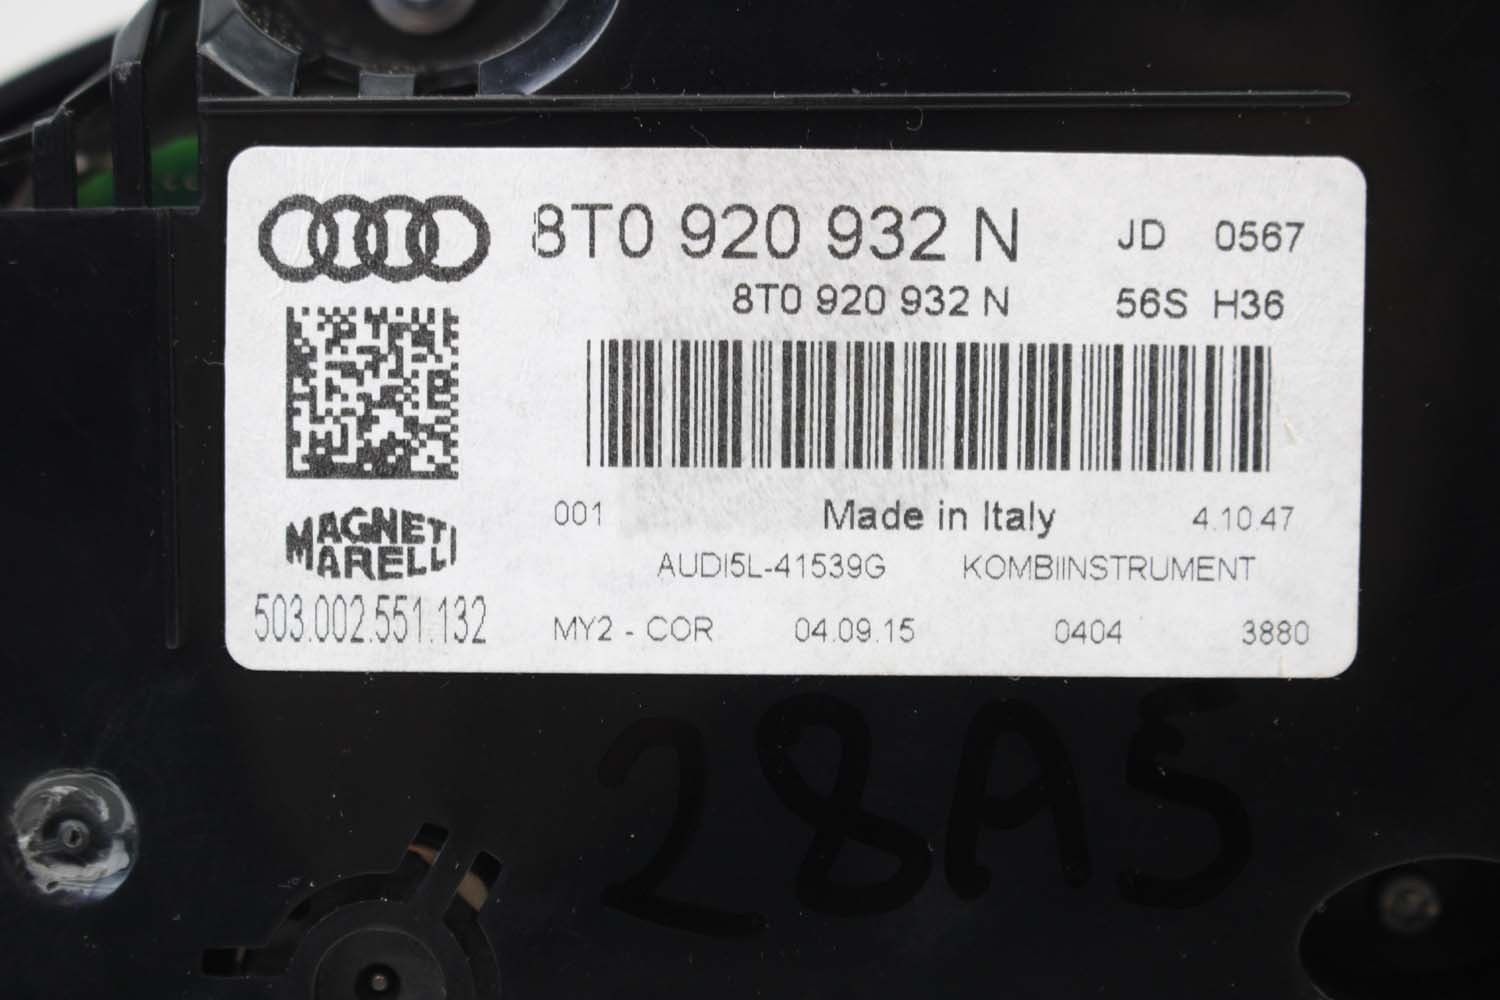 8T0 920 932 N JD 0567
8T0 920 932 N 56S H36
001 Made in Italy 4.10.47
MAGNETI
MARELLI
AUDI5L-41539G KOMBIINSTRUMENT
503.002.551.132
MY2 - COR 04.09.15 0404 3880
28A5